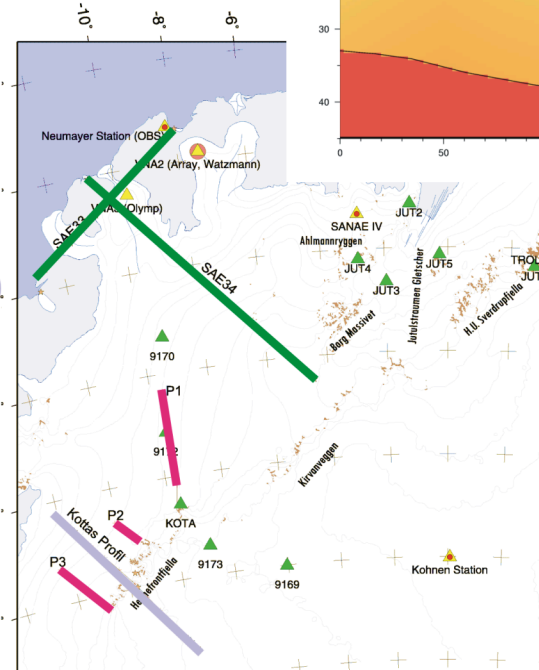 -10°
-8°
-6°
30
40
0
50
Neumayer Station (OBS)
VNA2 (Array, Watzmann)
(Olymp)
SAE33
SAE34
SANAE IV
JUT2
Ahlmannryggen
JUT4
JUT5
JUT3
Jutulstraumen Gletscher
Borg Massivet
H.U. Sverdrupfjella
9170
P1
Kirvanveggen
KOTA
P2
Kottas Profil
9173
P3
9169
Kohnen Station